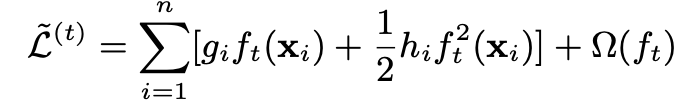 $\tilde{\mathcal{L}}^{(t)} = \sum_{i=1}^{n} [g_i f_t(\mathbf{x}_i) + \frac{1}{2} h_i f_t^2(\mathbf{x}_i)] + \Omega(f_t)$